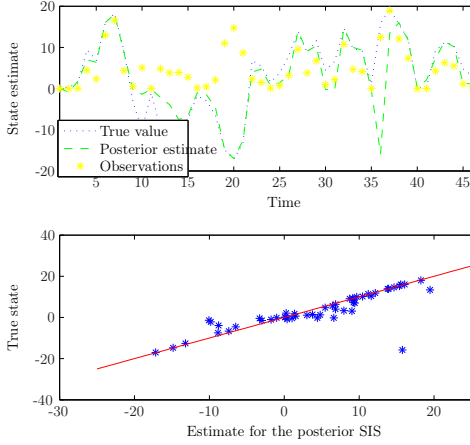 20
10
0
-10
-20
State estimate
True value
Posterior estimate
Observations
5 10 15 20 25 30 35 40 45
Time
40
20
0
-20
-40
True state
-30 -20 -10 0 10 20
Estimate for the posterior SIS